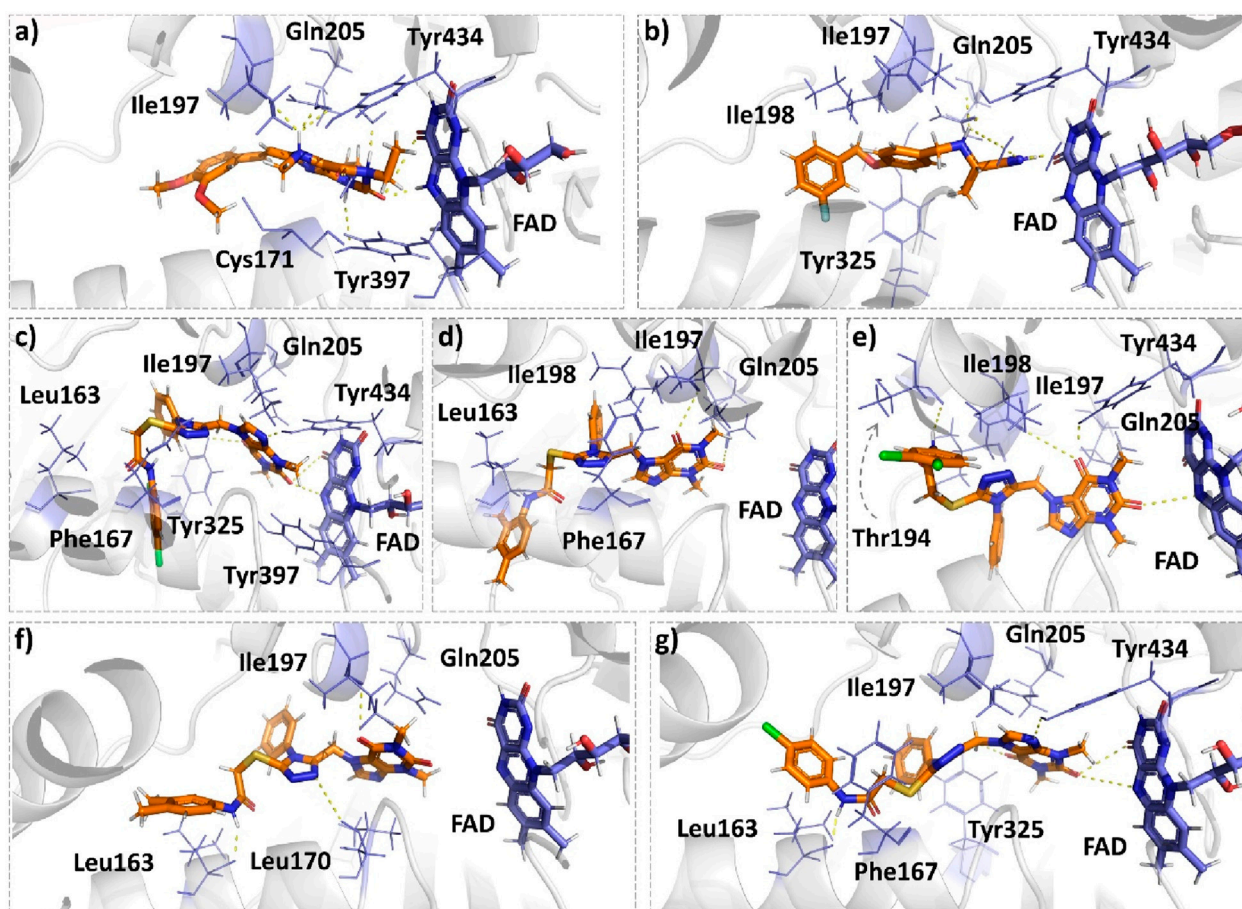 a)
Gln205
Tyr434
Ile197
Cys171
Tyr397
FAD
b)
Ile197
Gln205
Tyr434
Ile198
Tyr325
FAD
c)
Ile197
Gln205
Leu163
Tyr434
Phe167
Tyr325
Tyr397
FAD
d)
Ile197
Ile198
Gln205
Leu163
Phe167
FAD
e)
Tyr434
Ile198
Ile197
Gln205
Thr194
FAD
f)
Ile197
Gln205
Leu163
Leu170
FAD
g)
Gln205
Tyr434
Ile197
Leu163
Phe167
Tyr325
FAD